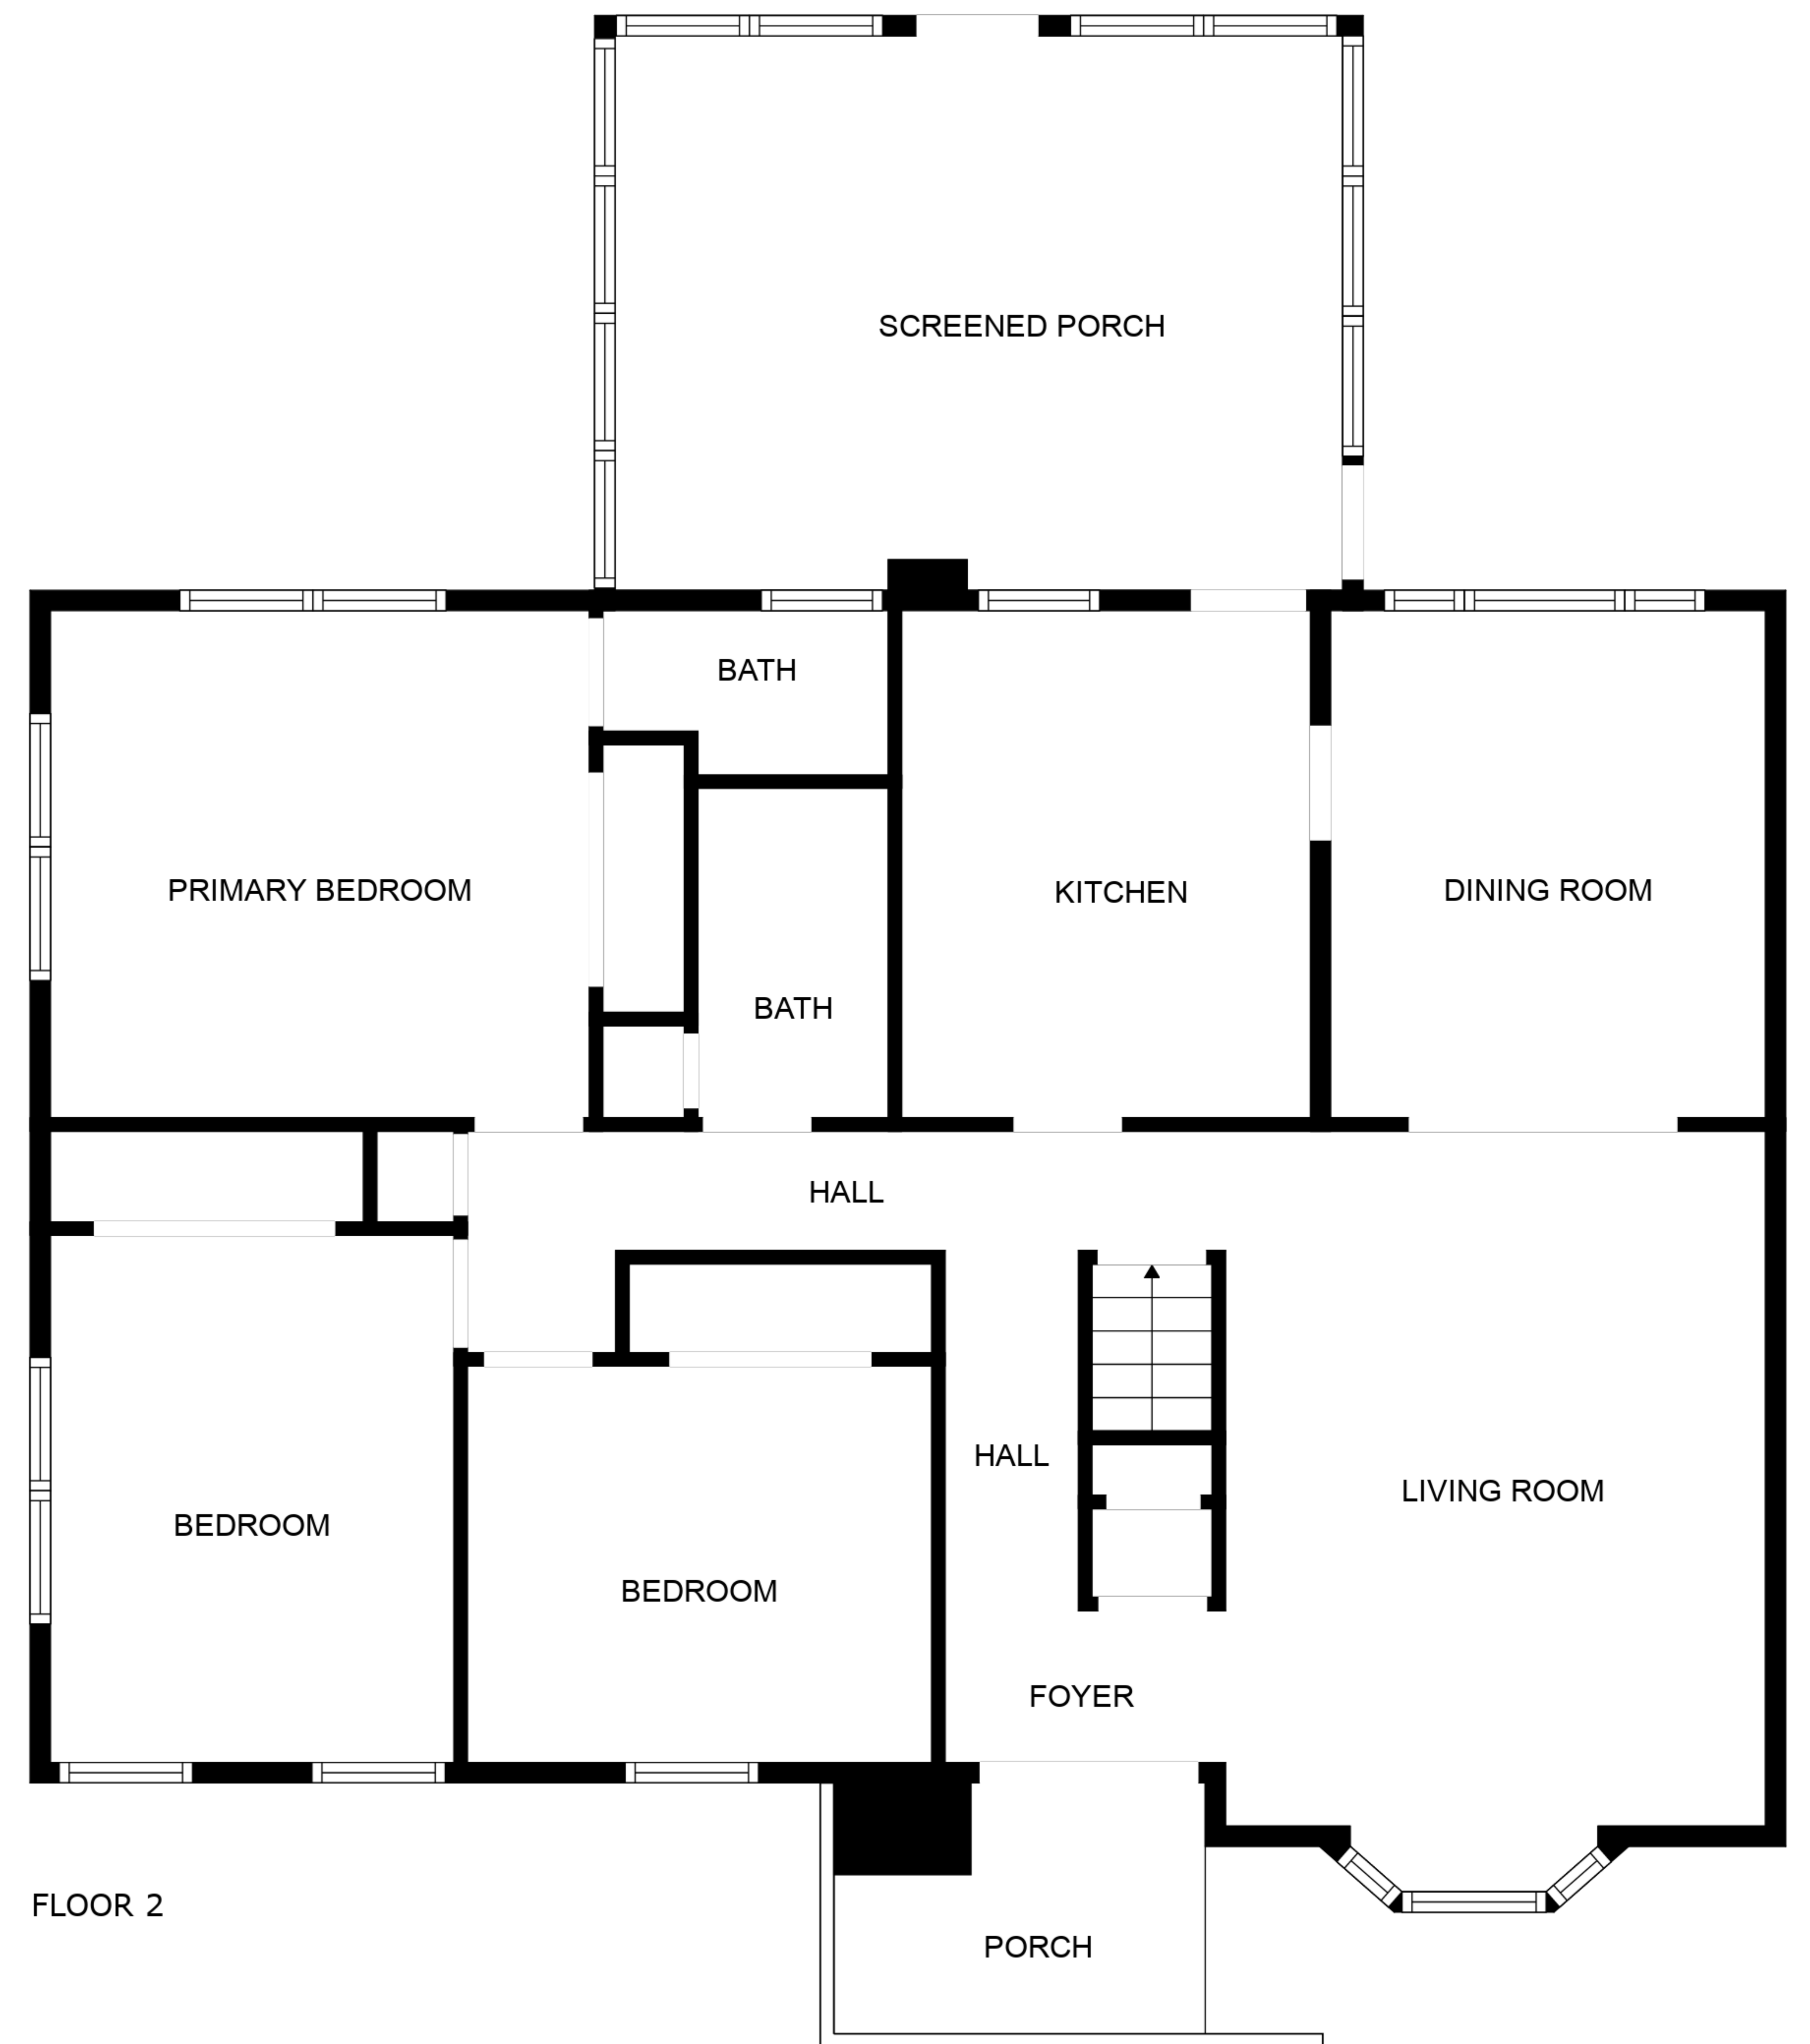 SCREENED PORCH
BATH
PRIMARY BEDROOM
KITCHEN
DINING ROOM
BATH
HALL
HALL
LIVING ROOM
BEDROOM
BEDROOM
FOYER
FLOOR 2
PORCH